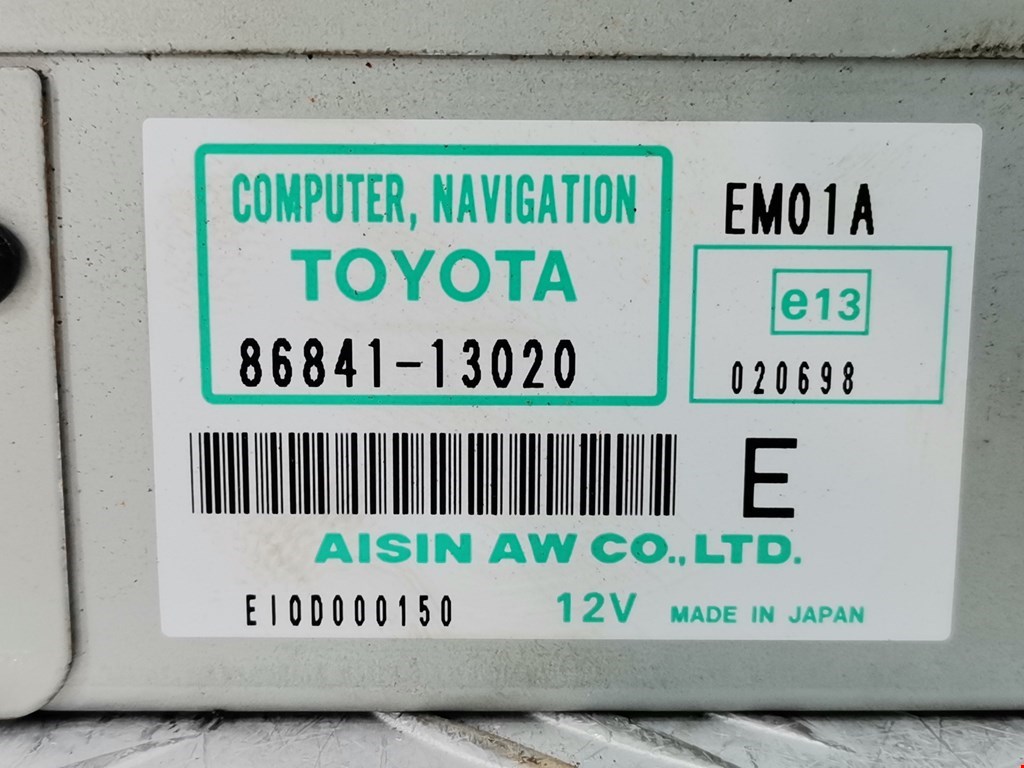 COMPUTER, NAVIGATION
TOYOTA
86841-13020
EM01A
e13
020698
E
AISIN AW CO., LTD.
EI0D000150
12V MADE IN JAPAN